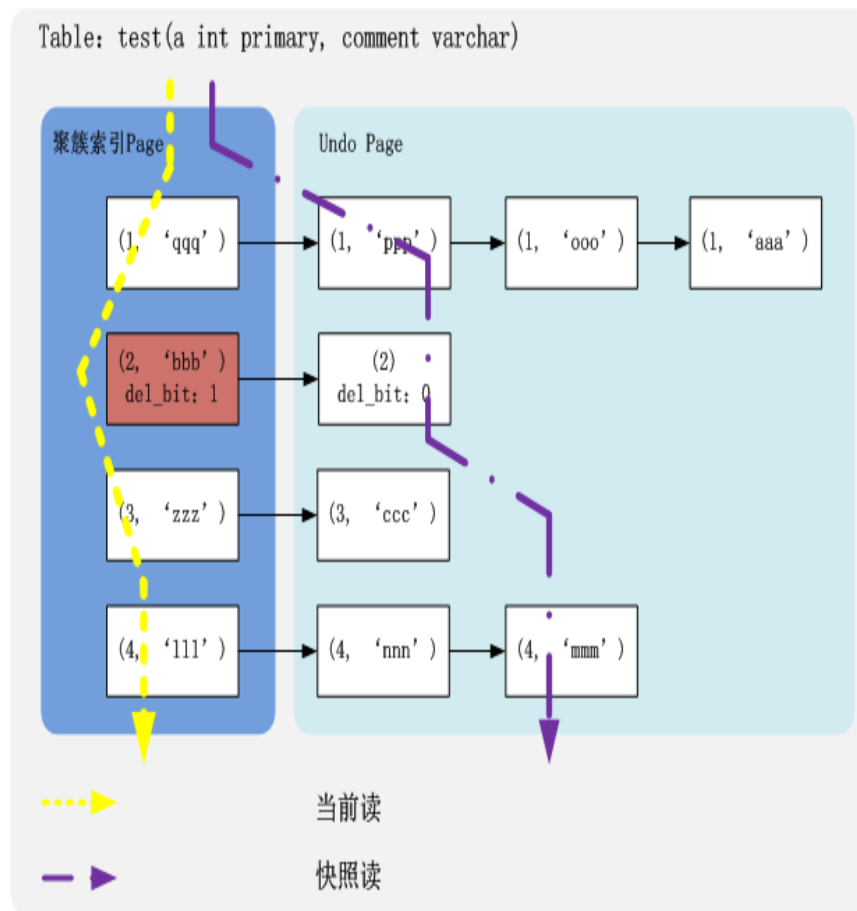 Table: test(a int primary, comment varchar)
聚簇索引Page
Undo Page
(1, ‘qqq’)
(1, ‘ppp’)
(1, ‘ooo’)
(1, ‘aaa’)
(2, ‘bbb’)
del_bit: 1
(2)
del_bit: 0
(3, ‘zzz’)
(3, ‘ccc’)
(4, ‘lll’)
(4, ‘nnn’)
(4, ‘mmm’)
当前读
快照读